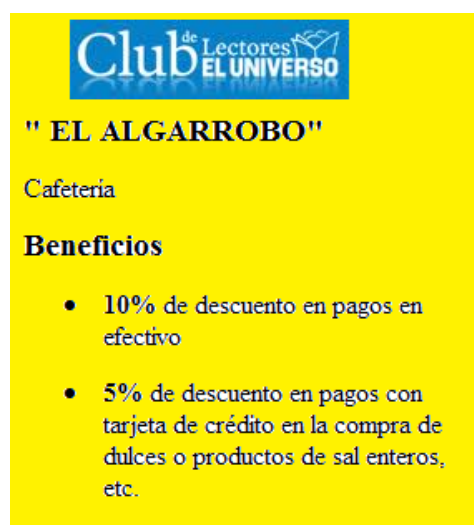 Club de Lectores
EL UNIVERSO
" EL ALGARROBO"
Cafetería
Beneficios
• 10% de descuento en pagos en
efectivo
• 5% de descuento en pagos con
tarjeta de crédito en la compra de
dulces o productos de sal enteros,
etc.